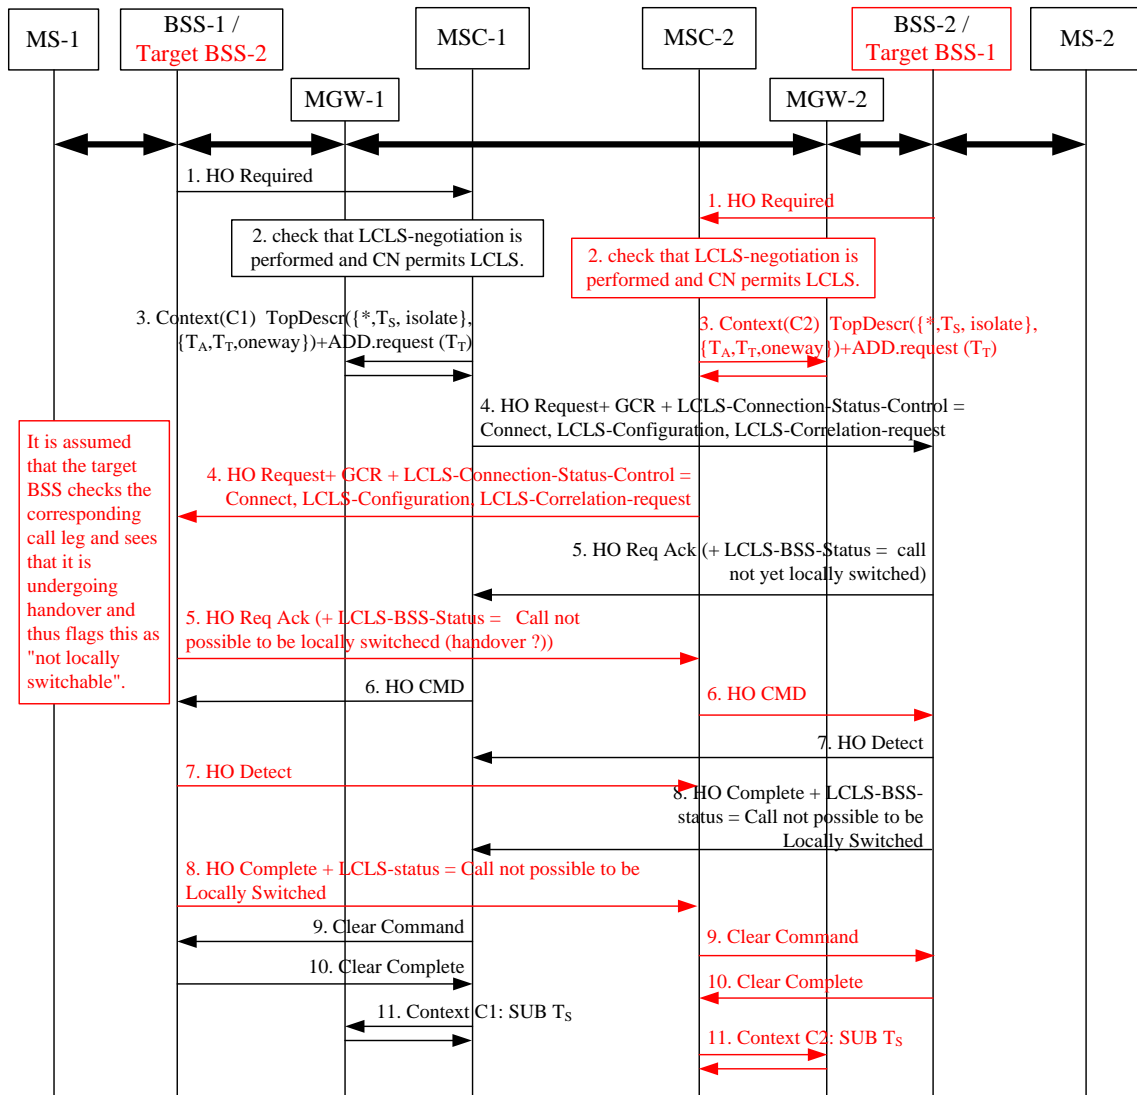 MS-1
BSS-1 /
Target BSS-2
MSC-1
MSC-2
BSS-2 /
Target BSS-1
MS-2
MGW-1
MGW-2
1. HO Required
1. HO Required
2. check that LCLS-negotiation is
performed and CN permits LCLS.
2. check that LCLS-negotiation is
performed and CN permits LCLS.
3. Context(C1)  TopDescr({*,TS, isolate},
{TA,TT,oneway})+ADD.request (TT)
3. Context(C2)  TopDescr({*,TS, isolate},
{TA,TT,oneway})+ADD.request (TT)
4. HO Request+ GCR + LCLS-Connection-Status-Control =
Connect, LCLS-Configuration, LCLS-Correlation-request
It is assumed
that the target
BSS checks the
corresponding
call leg and sees
that it is
undergoing
handover and
thus flags this as
"not locally
switchable".
4. HO Request+ GCR + LCLS-Connection-Status-Control =
Connect, LCLS-Configuration, LCLS-Correlation-request
5. HO Req Ack (+ LCLS-BSS-Status =  call
not yet locally switched)
5. HO Req Ack (+ LCLS-BSS-Status =   Call not
possible to be locally switchecd (handover ?))
6. HO CMD
6. HO CMD
7. HO Detect
7. HO Detect
8. HO Complete + LCLS-BSS-
status = Call not possible to be
Locally Switched
8. HO Complete + LCLS-status = Call not possible to be
Locally Switched
9. Clear Command
9. Clear Command
10. Clear Complete
10. Clear Complete
11. Context C1: SUB TS
11. Context C2: SUB TS